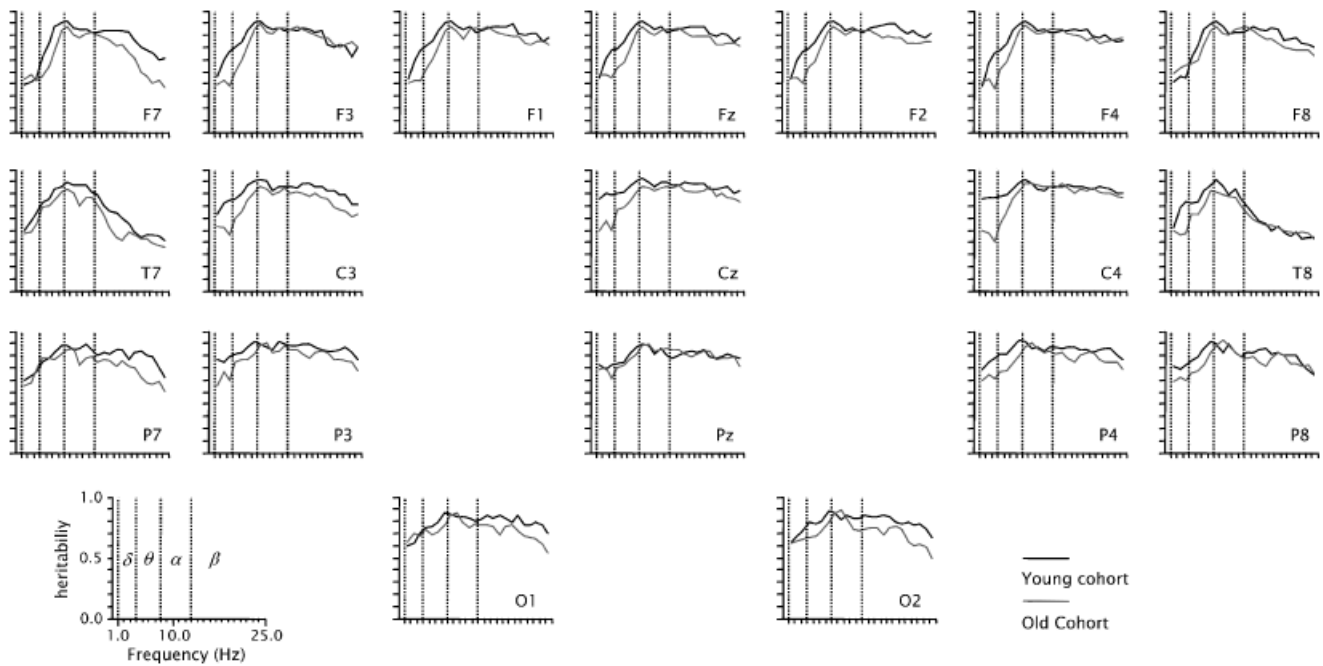 F7 F3 F1 Fz F2 F4 F8
T7 C3 Cz C4 T8
P7 P3 Pz P4 P8
1.0
0.5
0.0
heritabiliy
δ θ α β
1.0 10.0 25.0
Frequency (Hz)
O1 O2
Young cohort
Old Cohort